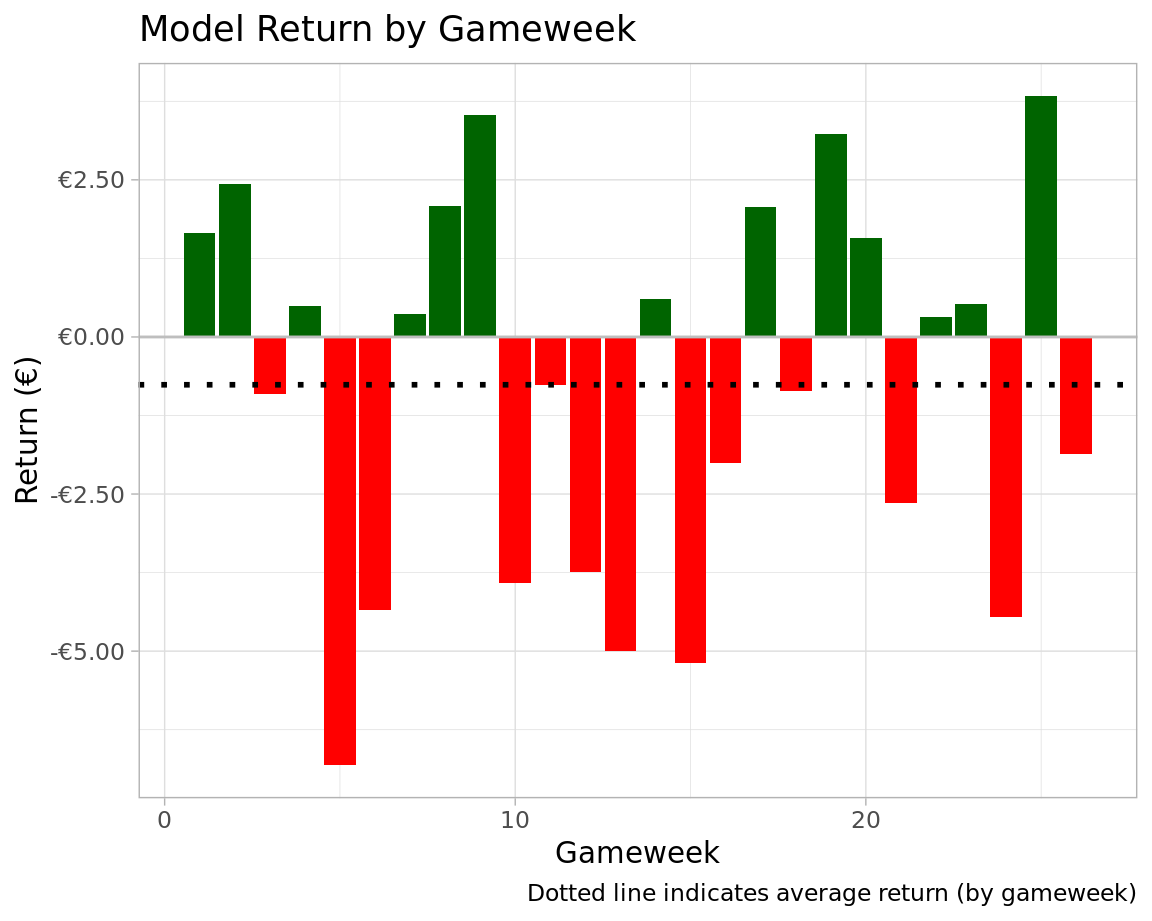 Model Return by Gameweek
Return (€)
€2.50
€0.00
-€2.50
-€5.00
0
10
20
Gameweek
Dotted line indicates average return (by gameweek)